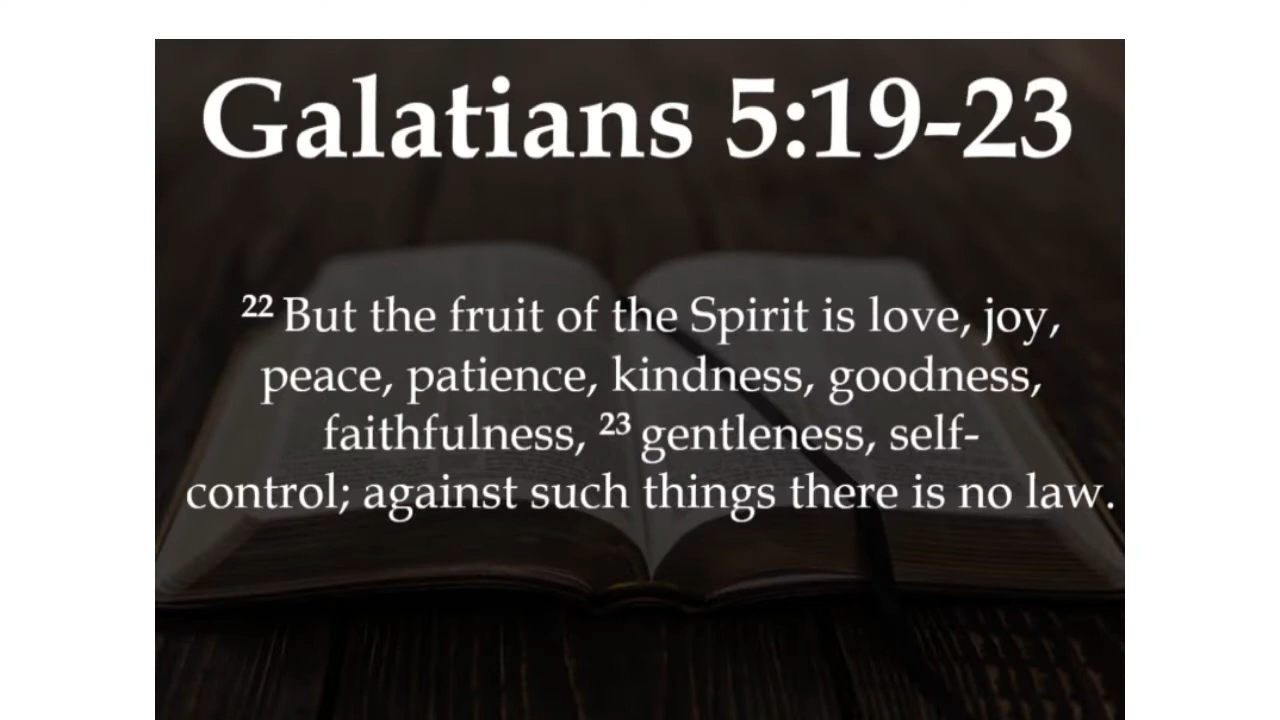 Galatians 5:19-23
22 But the fruit of the Spirit is love, joy,
peace, patience, kindness, goodness,
faithfulness, 23 gentleness, self-
control; against such things there is no law.